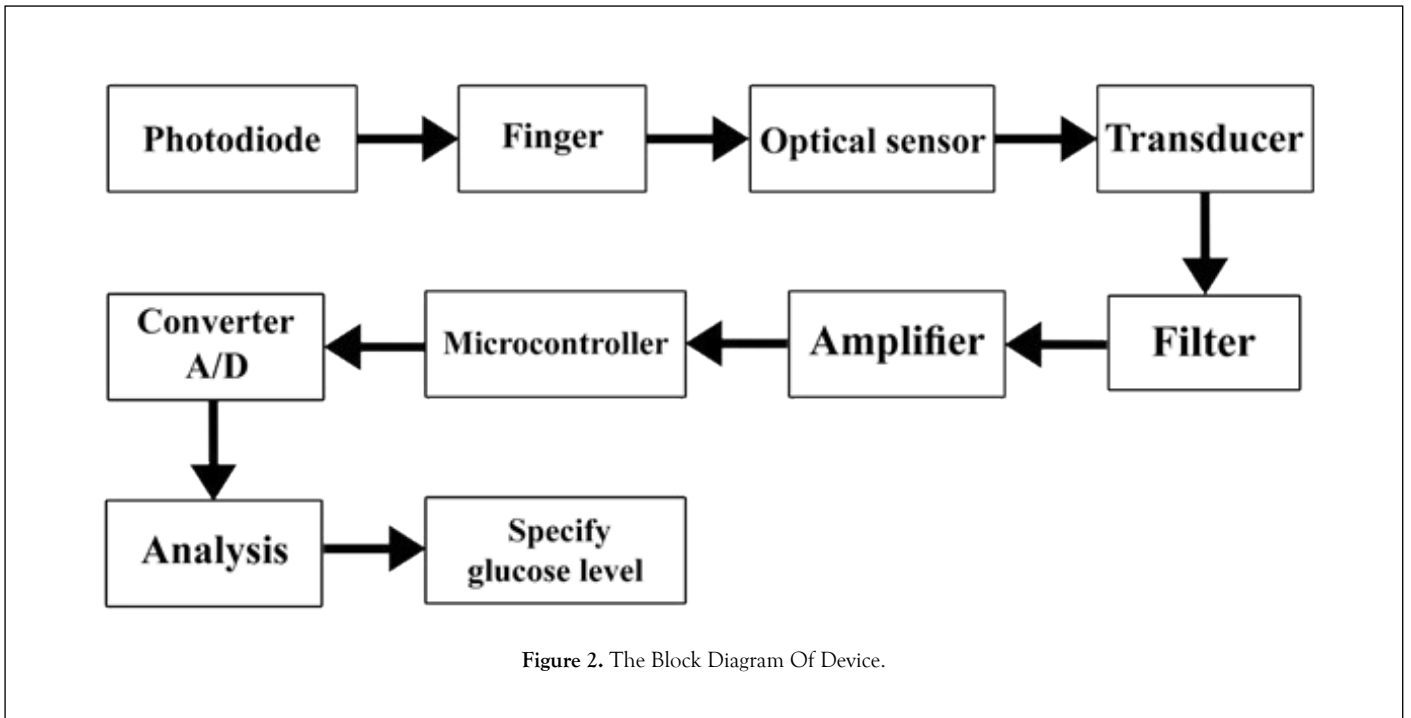 Photodiode
Finger
Optical sensor
Transducer
Converter
A/D
Microcontroller
Amplifier
Filter
Analysis
Specify
glucose level
Figure 2. The Block Diagram Of Device.